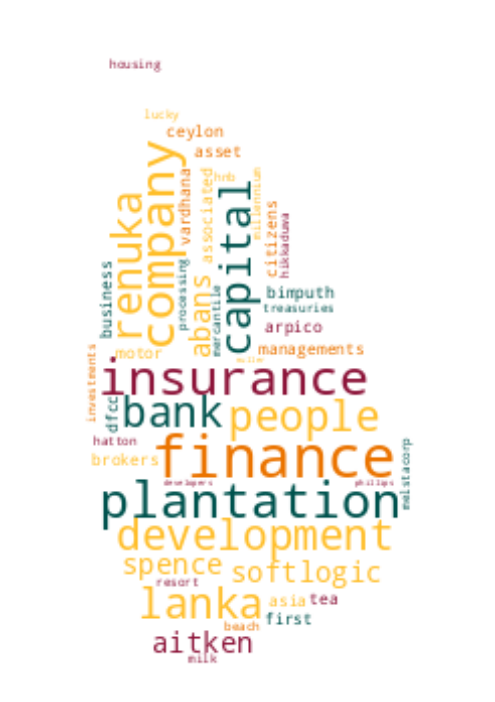 housing
lucky
ceylon
asset
company
renuka
vardhana
associated
hnb
capital
millennium
citizens
hikkaduwa
business
processing
abans
mercantile
bimputh
treasuries
arpico
motor
managements
investments
insurance
dfcc
bank
people
hatton
brokers
finance
melstacorp
developers
phillips
plantation
development
spence
softlogic
resort
lanka
asia
tea
first
beach
aitken
milk